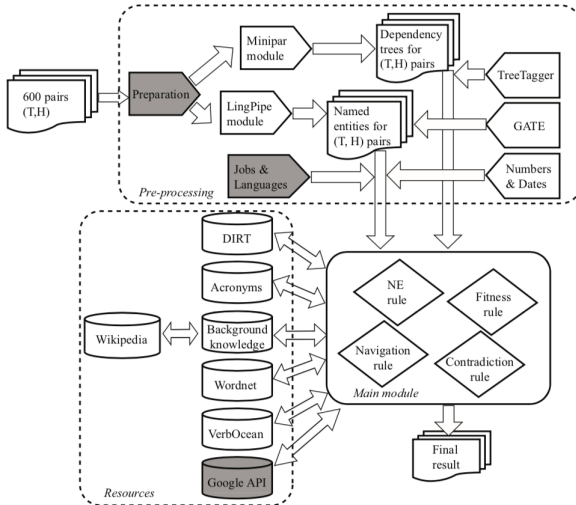 Minipar
module
Dependency
trees for
(T,H) pairs
TreeTagger
600 pairs
(T,H)
Preparation
LingPipe
module
Named
entities for
(T, H) pairs
GATE
Jobs &
Languages
Numbers
& Dates
Pre-processing
DIRT
Acronyms
Wikipedia
Background
knowledge
Wordnet
VerbOcean
Google API
Resources
NE
rule
Fitness
rule
Navigation
rule
Contradiction
rule
Main module
Final
result